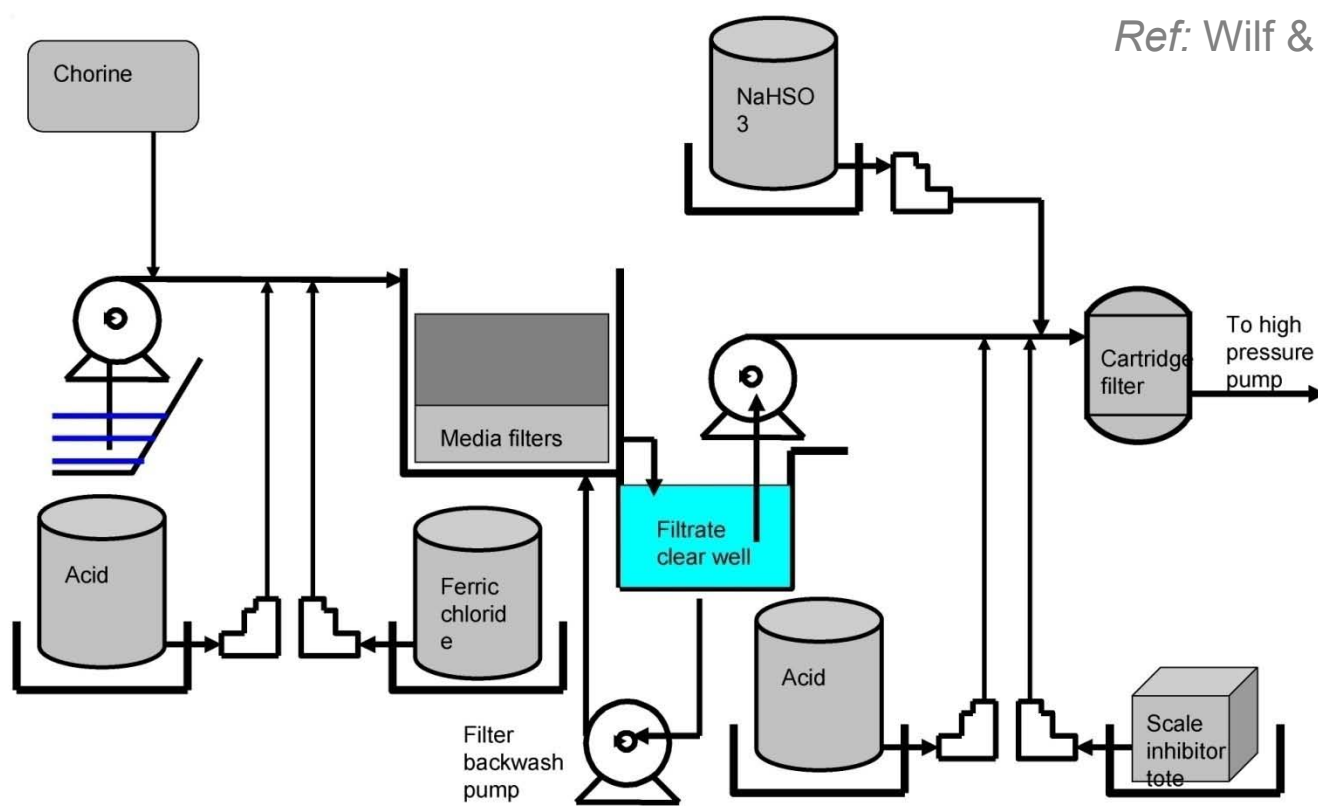 Ref: Wilf &
Chorine
NaHSO
3
To high
pressure
pump
Cartridge
filter
Media filters
Filtrate
clear well
Acid
Ferric
chlorid
e
Acid
Scale
inhibitor
tote
Filter
backwash
pump